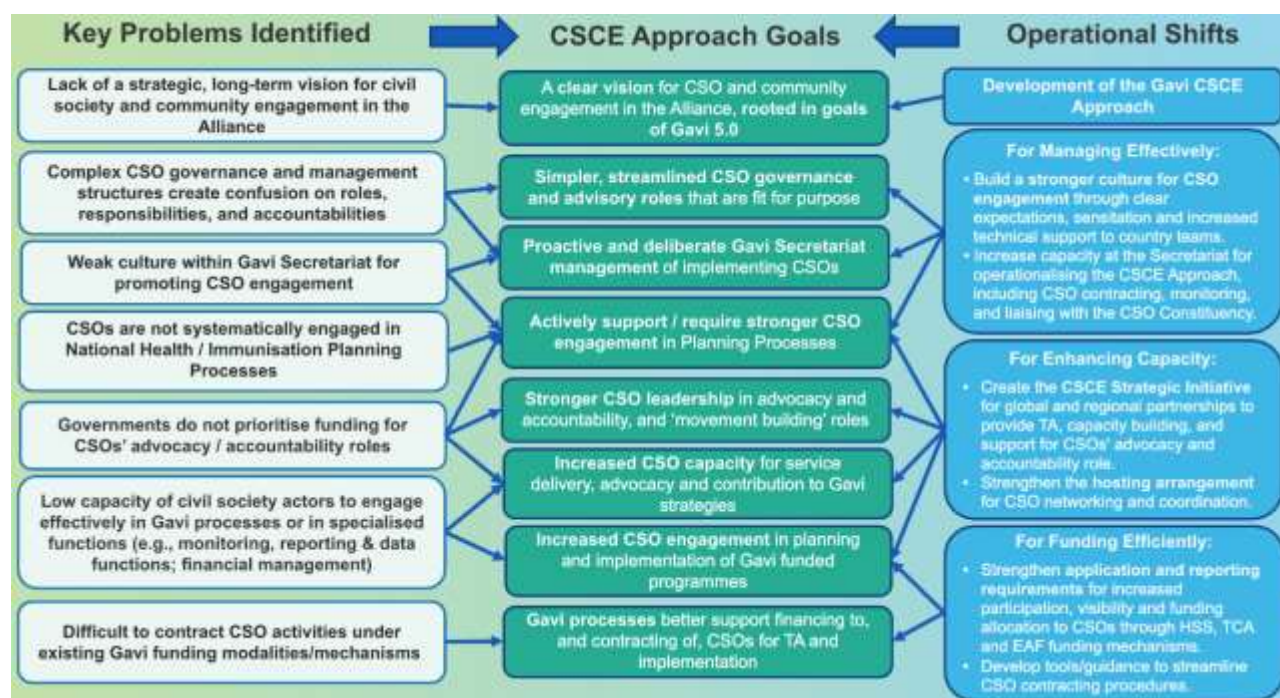 Key Problems Identified
CSCE Approach Goals
Operational Shifts
Lack of a strategic, long-term vision for civil
society and community engagement in the
Alliance
Complex CSO governance and management
structures create confusion on roles,
responsibilities, and accountabilities
Weak culture within Gavi Secretariat for
promoting CSO engagement
CSOs are not systematically engaged in
National Health / Immunisation Planning
Processes
Governments do not prioritise funding for
CSOs' advocacy / accountability roles
Low capacity of civil society actors to engage
effectively in Gavi processes or in specialised
functions (e.g., monitoring, reporting & data
functions; financial management)
Difficult to contract CSO activities under
existing Gavi funding modalities/mechanisms
A clear vision for CSO and community
engagement in the Alliance, rooted in goals
of Gavi 5.0
Simpler, streamlined CSO governance
and advisory roles that are fit for purpose
Proactive and deliberate Gavi Secretariat
management of implementing CSOs
Actively support / require stronger CSO
engagement in Planning Processes
Stronger CSO leadership in advocacy and
accountability, and 'movement building' roles
Increased CSO capacity for service
delivery, advocacy and contribution to Gavi
strategies
Increased CSO engagement in planning
and implementation of Gavi funded
programmes
Gavi processes better support financing to,
and contracting of, CSOs for TA and
implementation
Development of the Gavi CSCE
Approach
For Managing Effectively:
• Build a stronger culture for CSO
engagement through clear
expectations, sensitation and increased
technical support to country teams.
• Increase capacity at the Secretariat for
operationalising the CSCE Approach,
including CSO contracting, monitoring,
and liaising with the CSO Constituency.
For Enhancing Capacity:
• Create the CSCE Strategic Initiative
for global and regional partnerships to
provide TA, capacity building, and
support for CSOs' advocacy and
accountability role.
• Strengthen the hosting arrangement
for CSO networking and coordination.
For Funding Efficiently:
• Strengthen application and reporting
requirements for increased
participation, visibility and funding
allocation to CSOs through HSS, TCA
and EAF funding mechanisms.
• Develop tools/guidance to streamline
CSO contracting procedures.